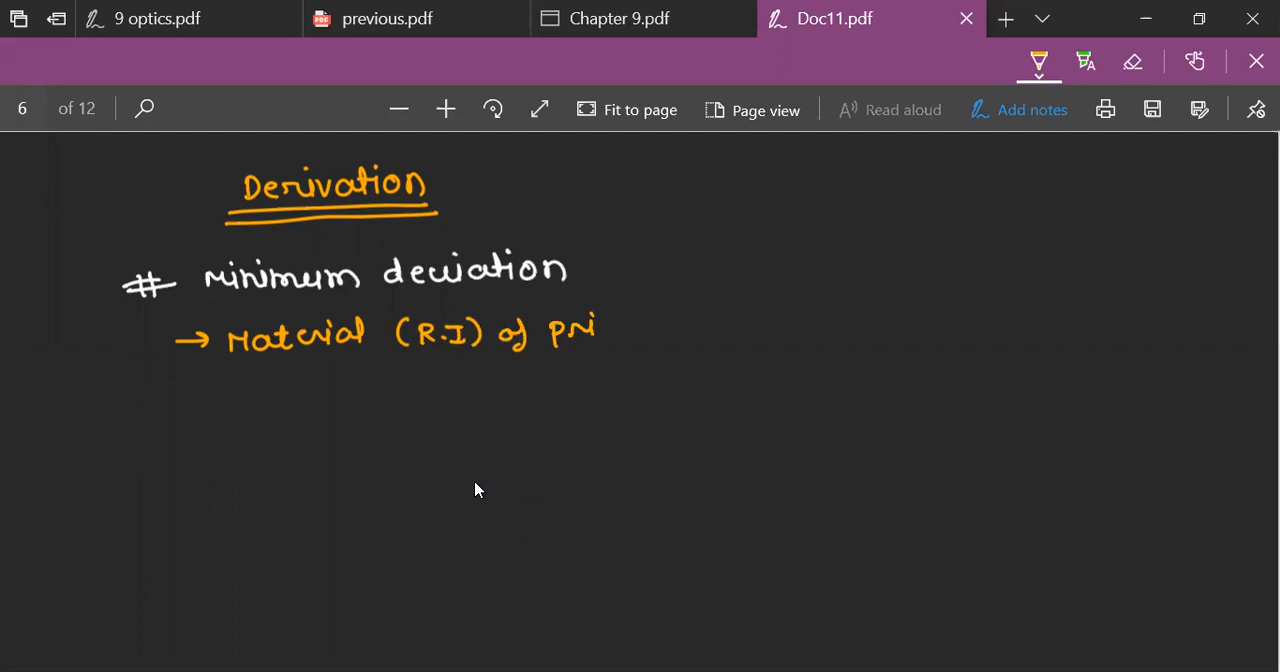 9 optics.pdf previous.pdf Chapter 9.pdf Doc11.pdf
6 of 12 Fit to page Page view Read aloud Add notes
Derivation
# Minimum deviation
→ Material (R.I) of pri